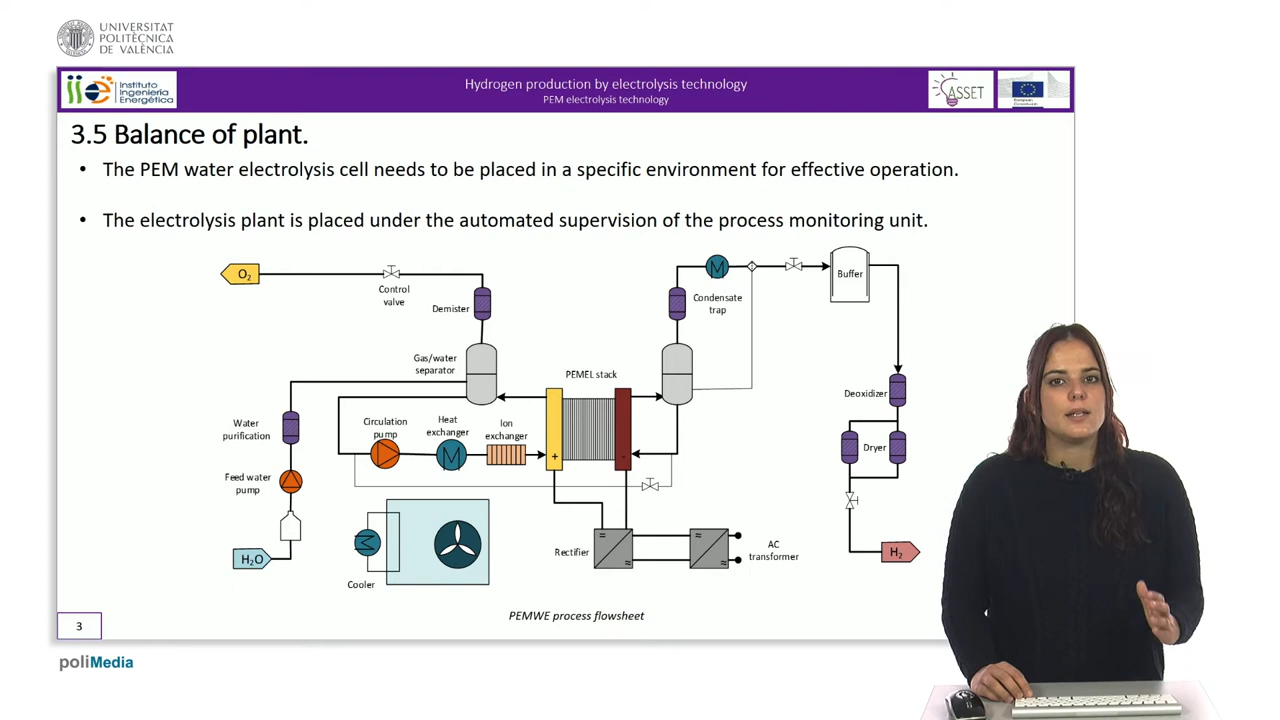 UNIVERSITAT
POLITÈCNICA
DE VALÈNCIA
iie Instituto
Ingeniería
Energética
Hydrogen production by electrolysis technology
PEM electrolysis technology
ASSET
European
Commission
3.5 Balance of plant.
• The PEM water electrolysis cell needs to be placed in a specific environment for effective operation.
• The electrolysis plant is placed under the automated supervision of the process monitoring unit.
O₂
Control
valve
Demister
Gas/water
separator
Water
purification
Feed water
pump
H₂O
Circulation
pump
Heat
exchanger
Ion
exchanger
M
M
PEMEL stack
+
-
Cooler
M
Rectifier
=
~
=
~
AC
transformer
Condensate
trap
Buffer
Deoxidizer
Dryer
H₂
PEMWE process flowsheet
3
poliMedia